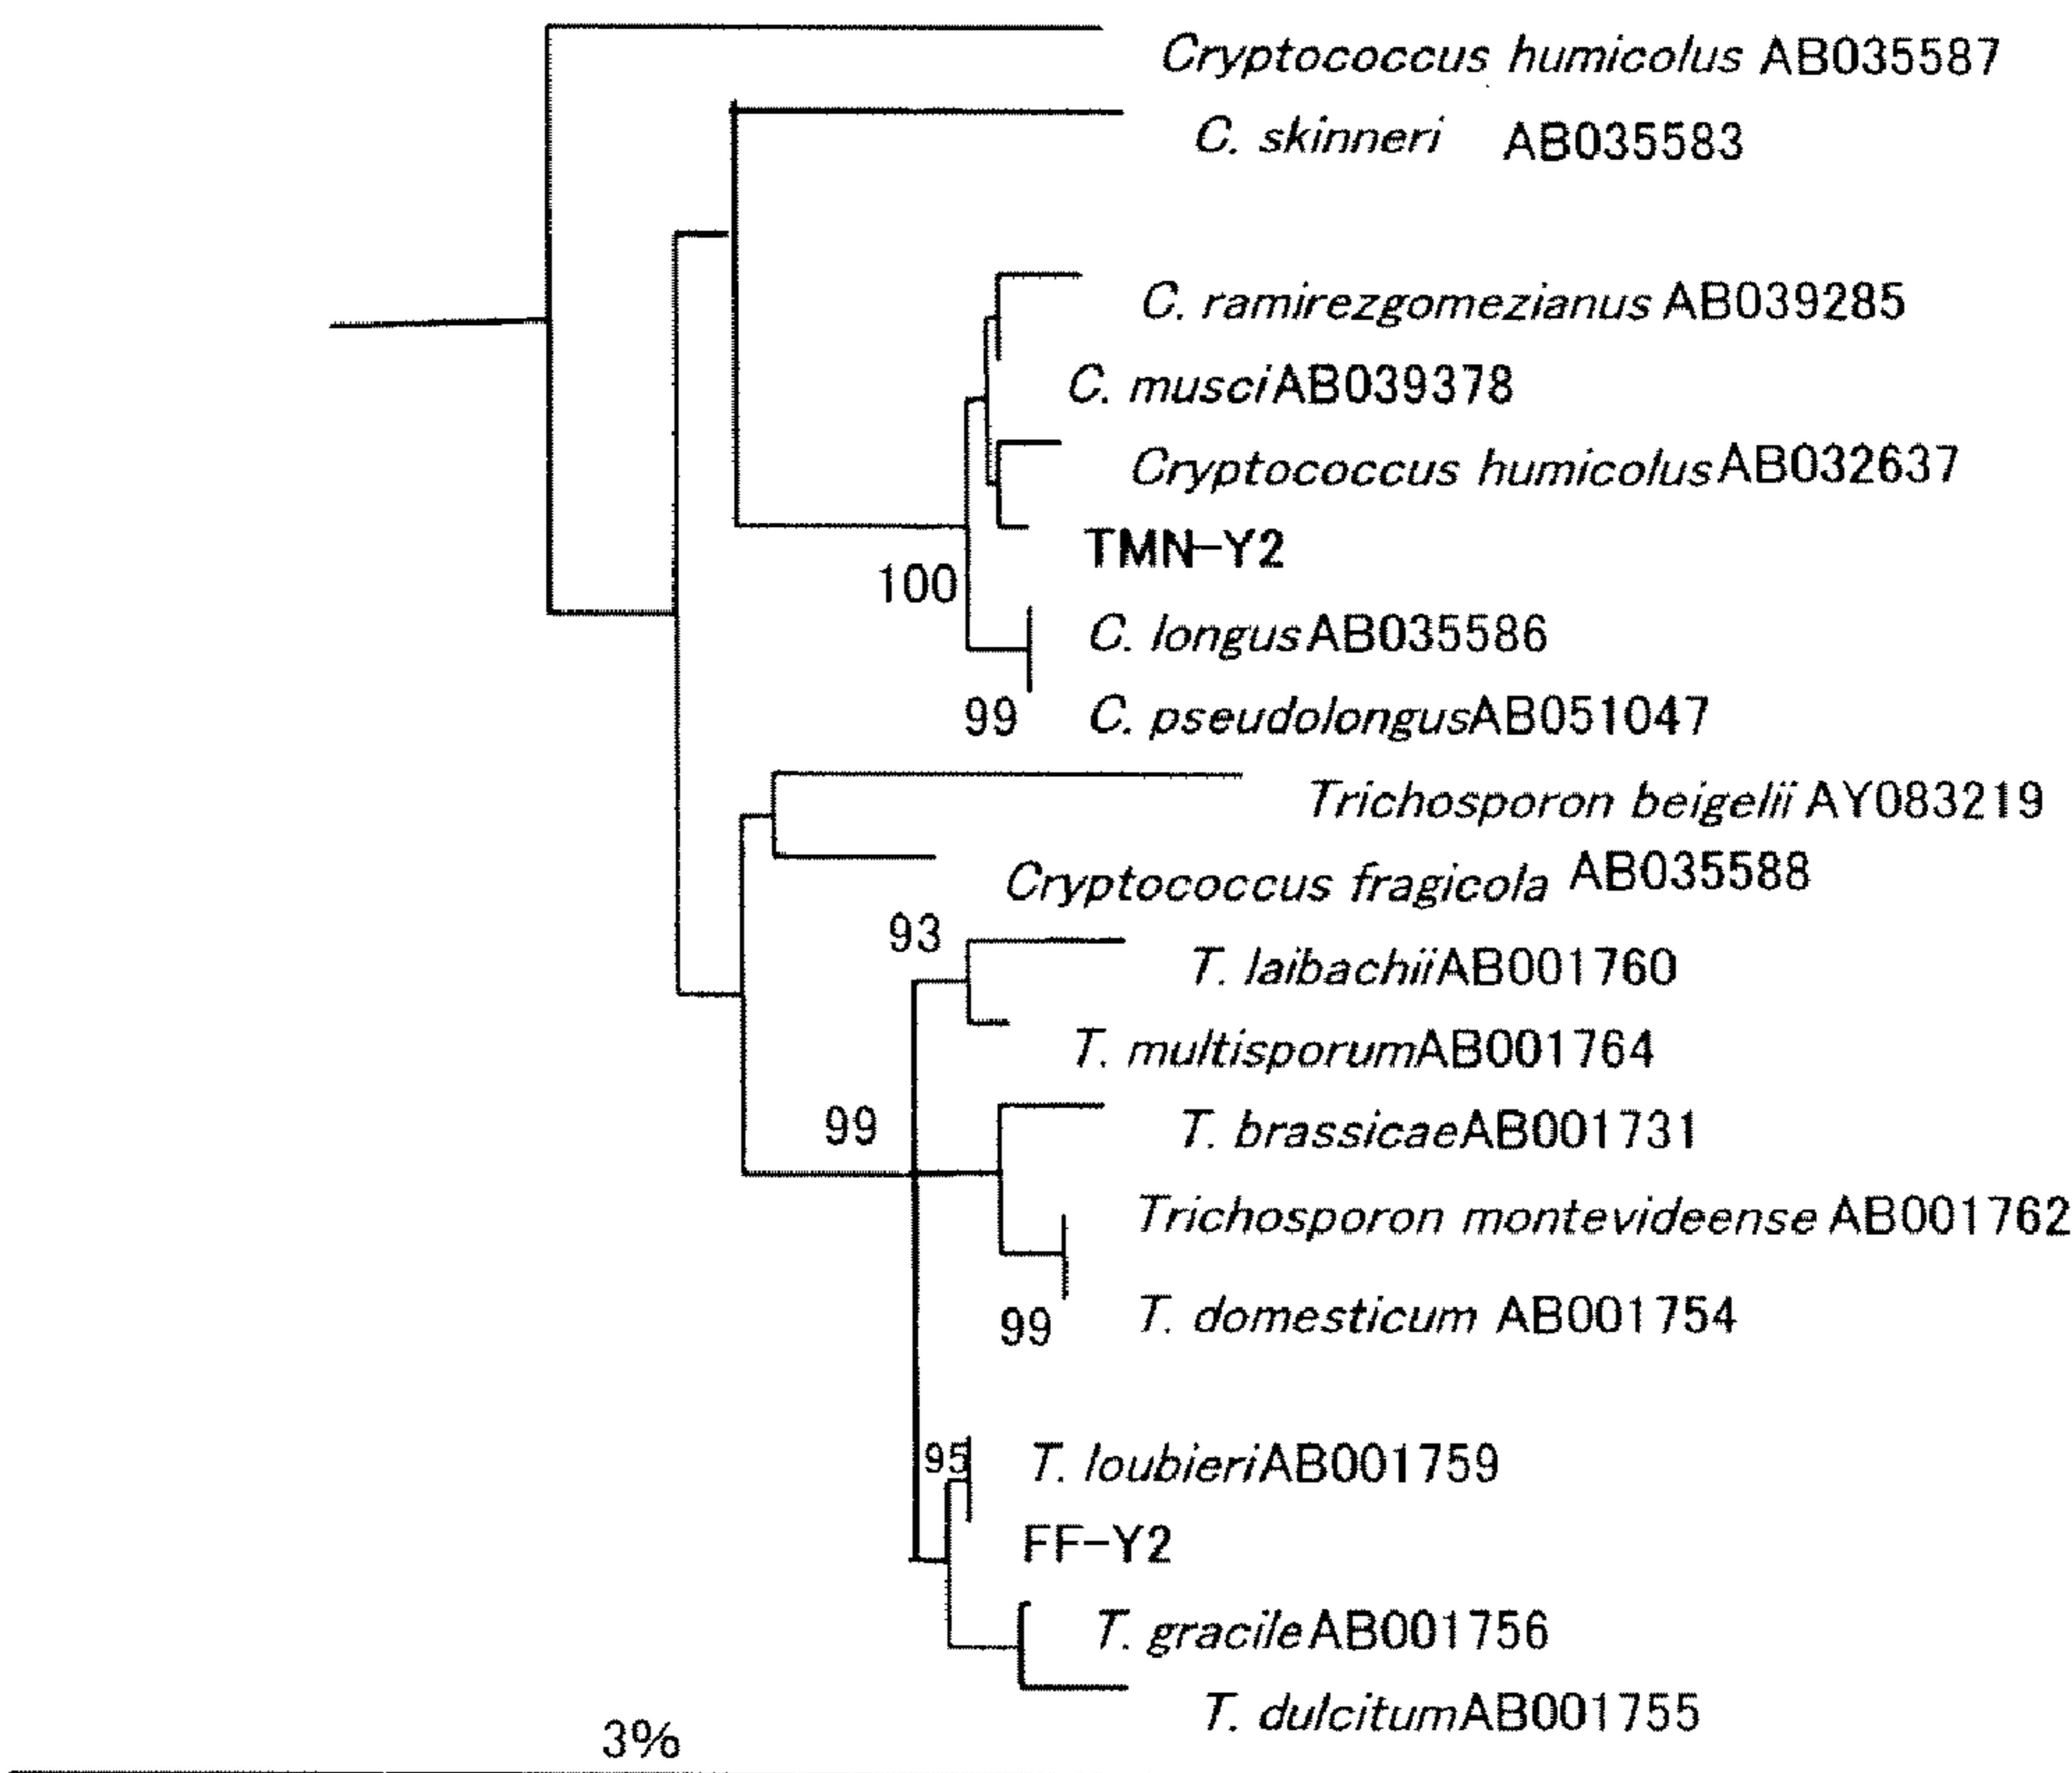 Cryptococcus humicolus AB035587
C. skinneri AB035583
C. ramirezgomezianus AB039285
C. musci AB039378
Cryptococcus humicolus AB032637
TMN-Y2
100
C. longus AB035586
99
C. pseudolongus AB051047
Trichosporon beigelii AY083219
Cryptococcus fragicola AB035588
93
T. laibachii AB001760
T. multisporum AB001764
99
T. brassicae AB001731
Trichosporon montevideense AB001762
99
T. domesticum AB001754
95
T. loubieri AB001759
FF-Y2
T. gracile AB001756
T. dulcitum AB001755
3%